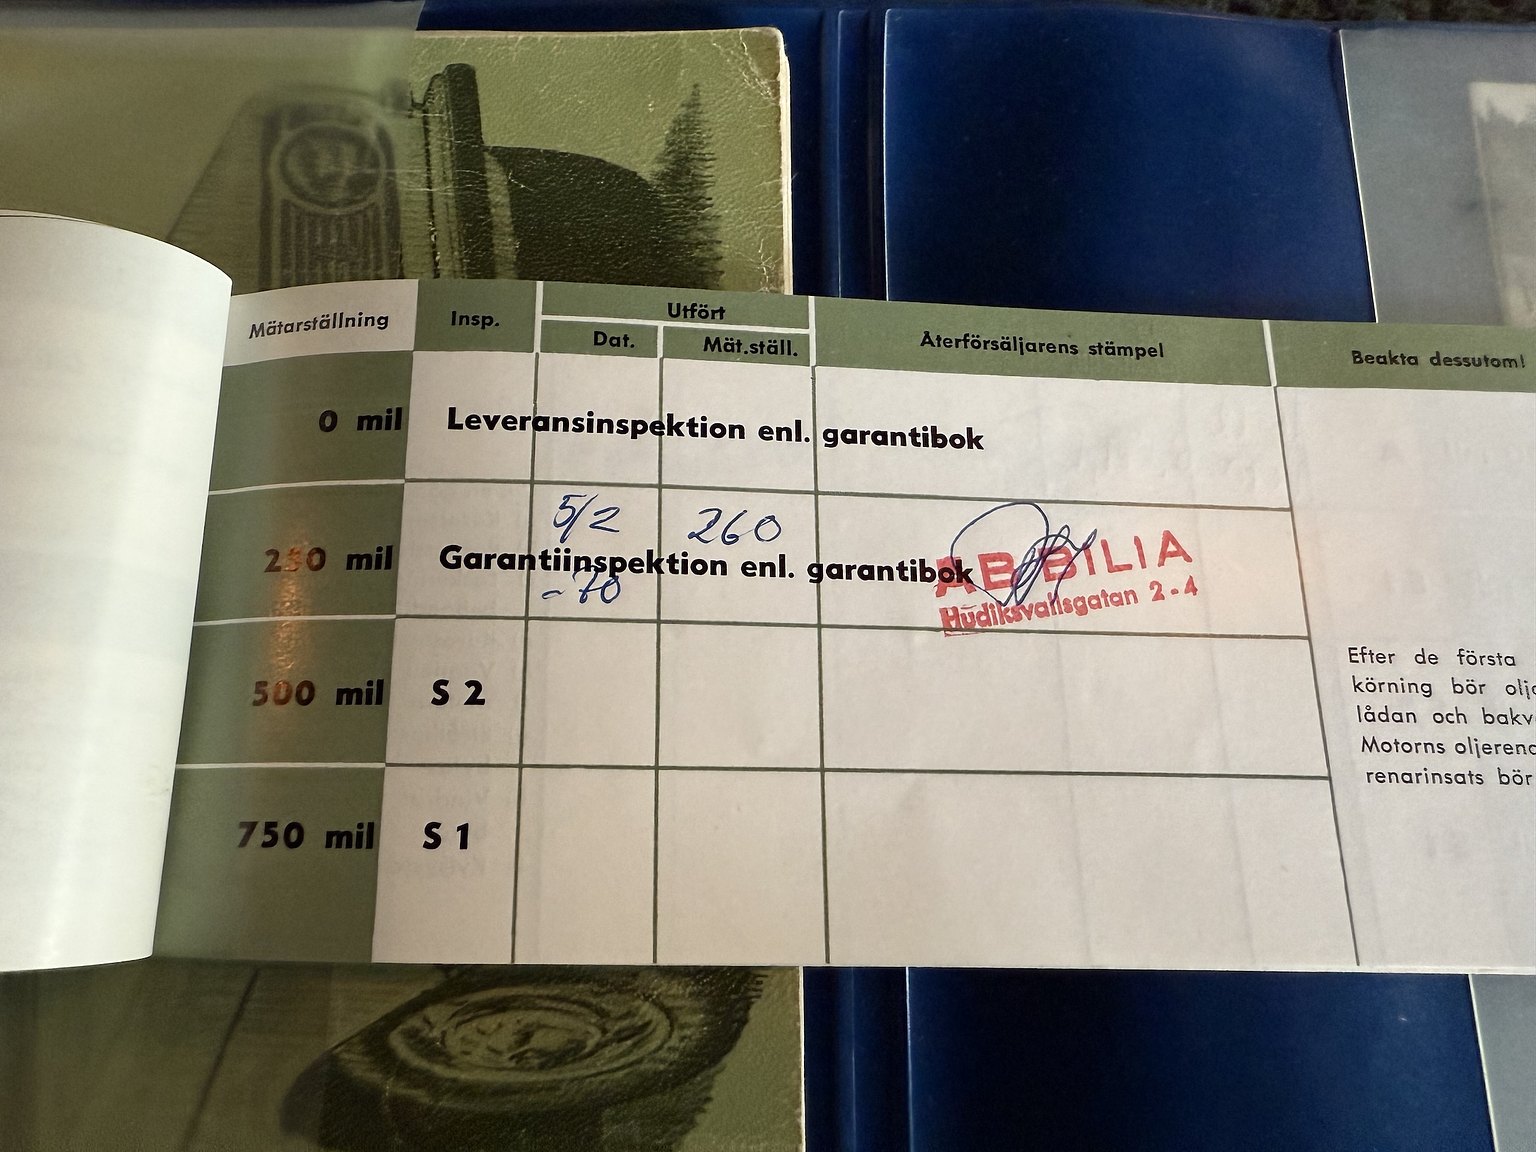 Mätarställning Insp. Utfört Återförsäljarens stämpel Beakta dessutom!
Dat. Mät.ställ.
0 mil Leveransinspektion enl. garantibok
5/2 260
250 mil Garantiinspektion enl. garantibok
-70
AB BILIA
Hudiksvallsgatan 2-4
500 mil S 2
750 mil S 1
Efter de första
körning bör
lådan och
Motorns
renarinsats bör